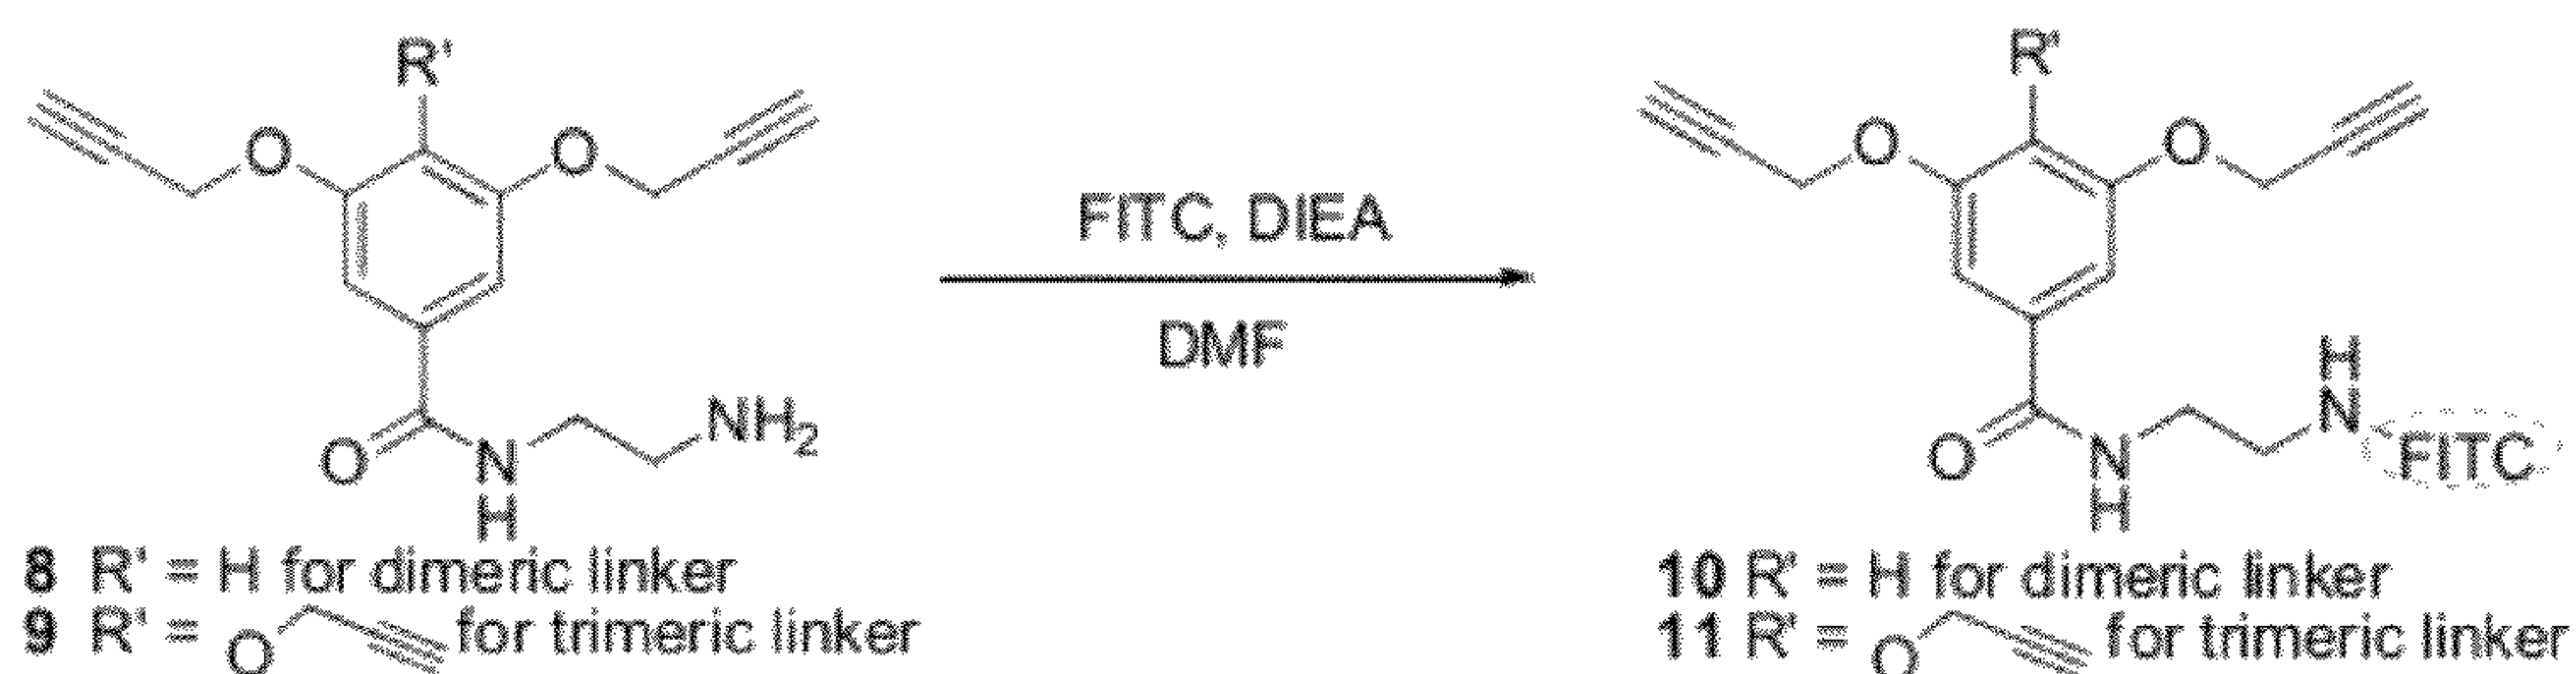 R' R'
O O O O
FITC, DIEA
DMF
H
NH2 N
O N O N FITC
H H
8 R' = H for dimeric linker 10 R' = H for dimeric linker
9 R' = O for trimeric linker 11 R' = O for trimeric linker